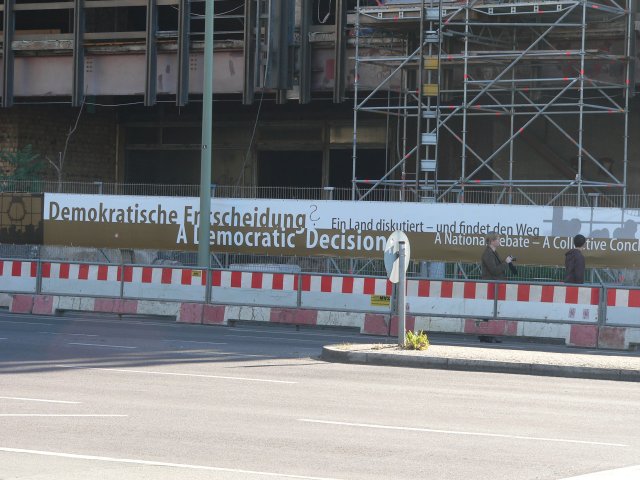 Demokratische Entscheidung?
Ein Land diskutiert – und findet den Weg
A Democratic Decision
A National Debate – A Collective